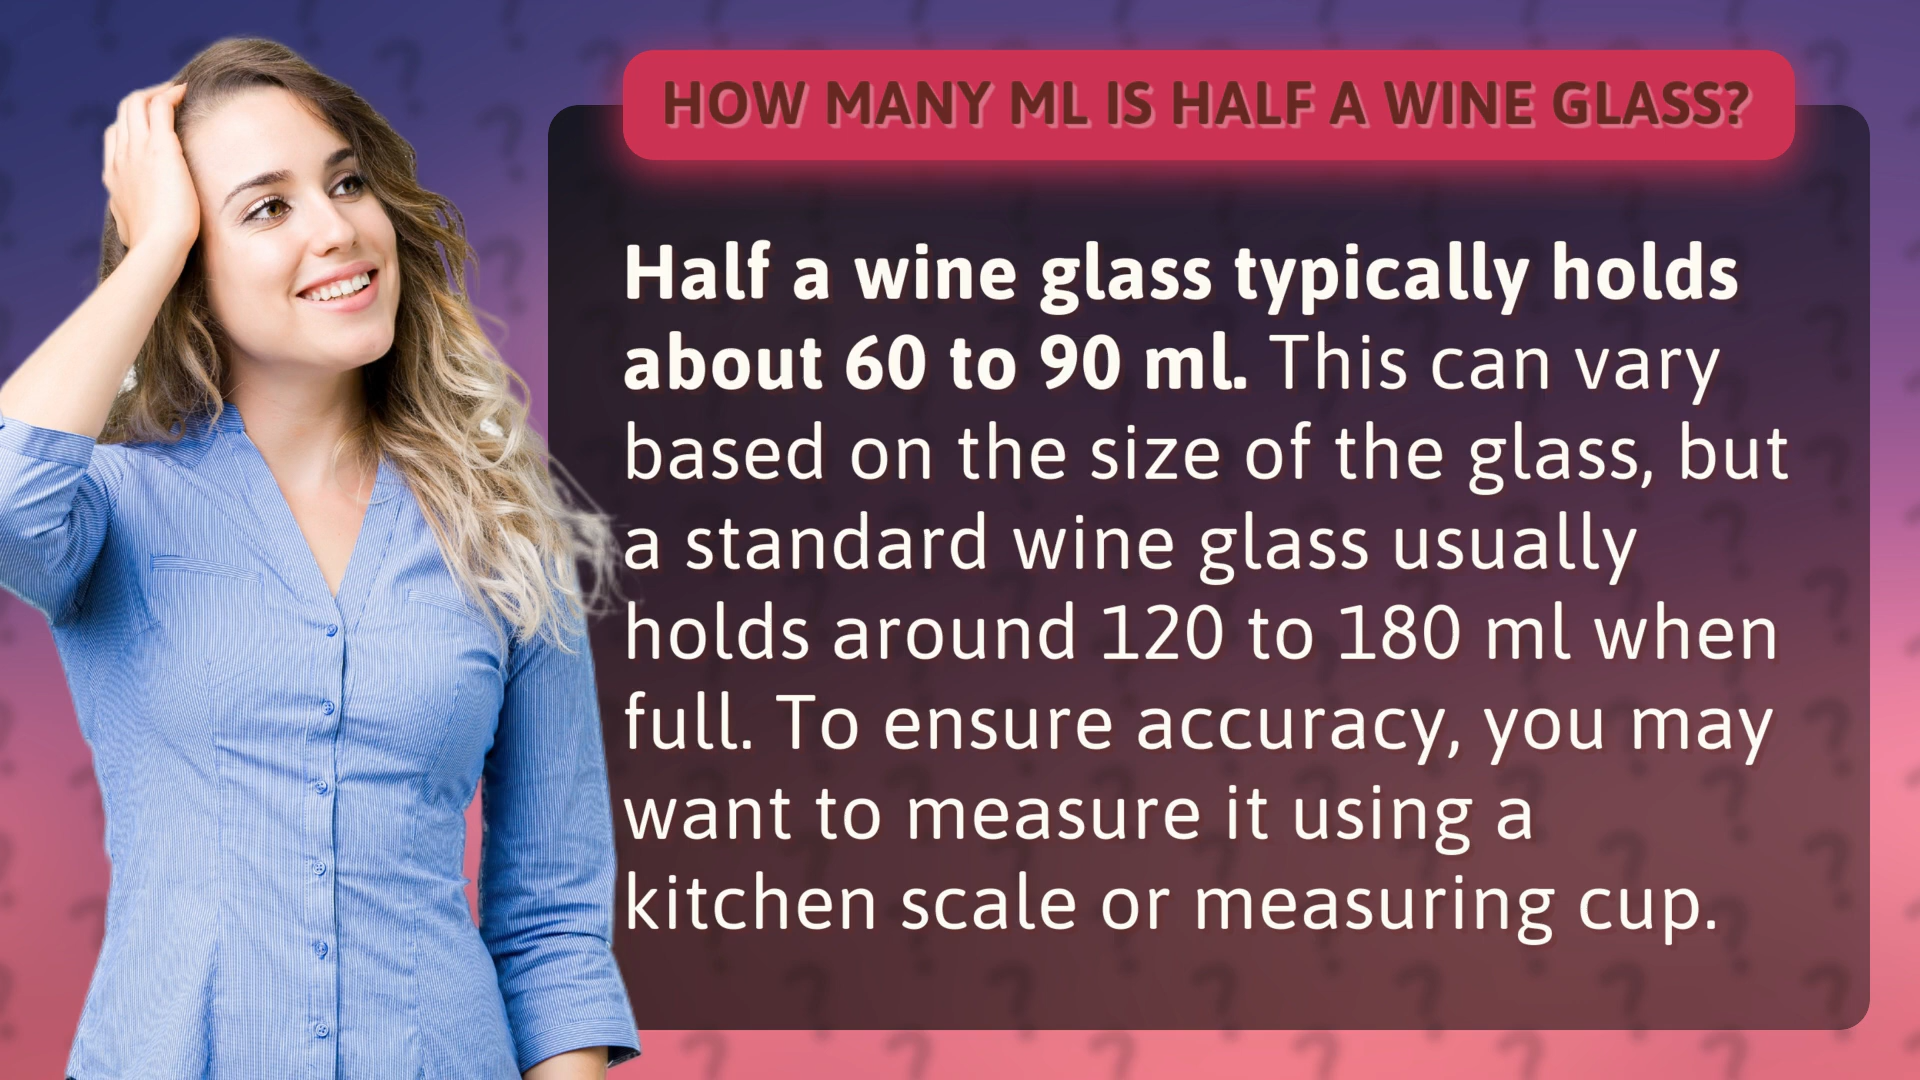 HOW MANY ML IS HALF A WINE GLASS?
Half a wine glass typically holds
about 60 to 90 ml. This can vary
based on the size of the glass, but
a standard wine glass usually
holds around 120 to 180 ml when
full. To ensure accuracy, you may
want to measure it using a
kitchen scale or measuring cup.